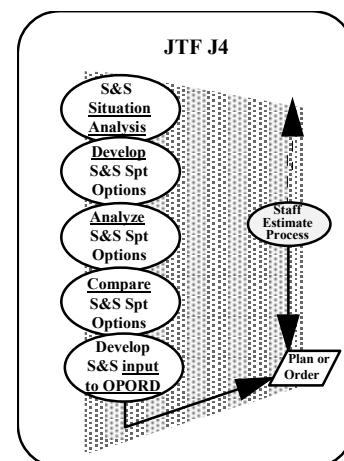 JTF J4
S&S
Situation
Analysis
Develop
S&S Spt
Options
Analyze
S&S Spt
Options
Compare
S&S Spt
Options
Develop
S&S input
to OPORD
Staff
Estimate
Process
Plan or
Order